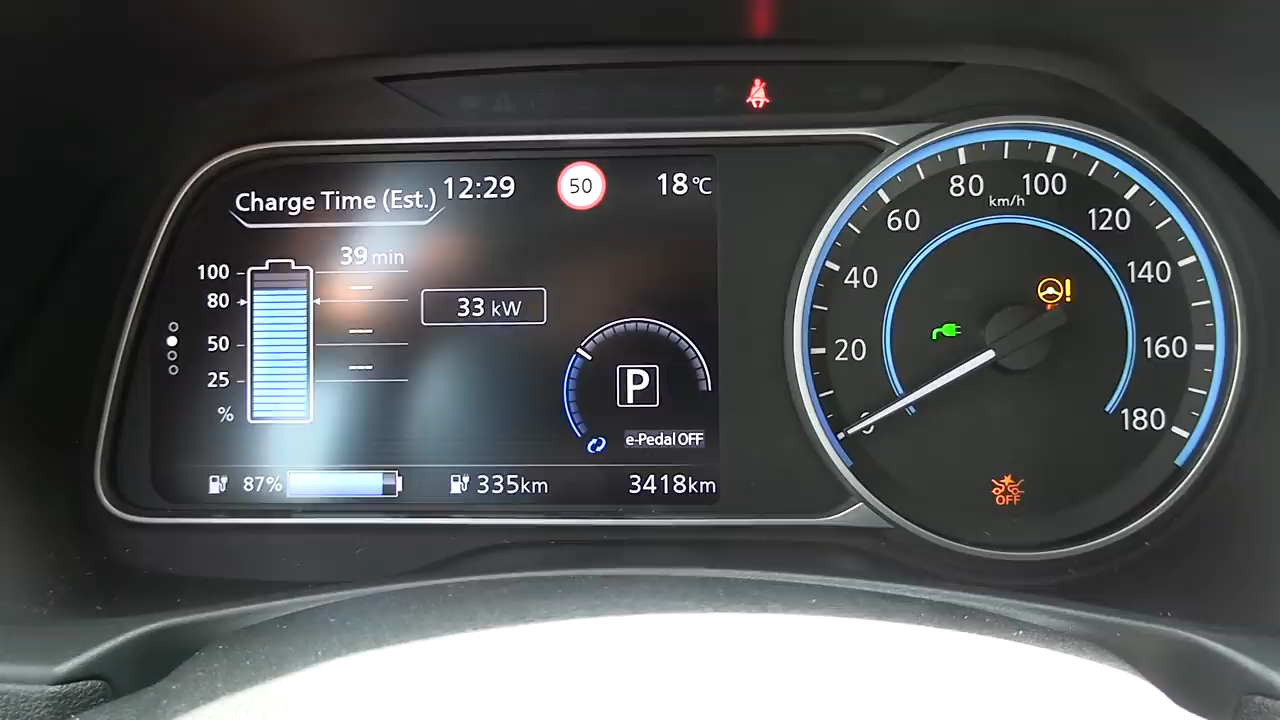 Charge Time (Est.)
12:29
50
18 °C
39 min
100
80
50
25
%
33 kW
P
e-Pedal OFF
87%
335km
3418km
0
20
40
60
80
100
120
140
160
180
km/h
!
OFF